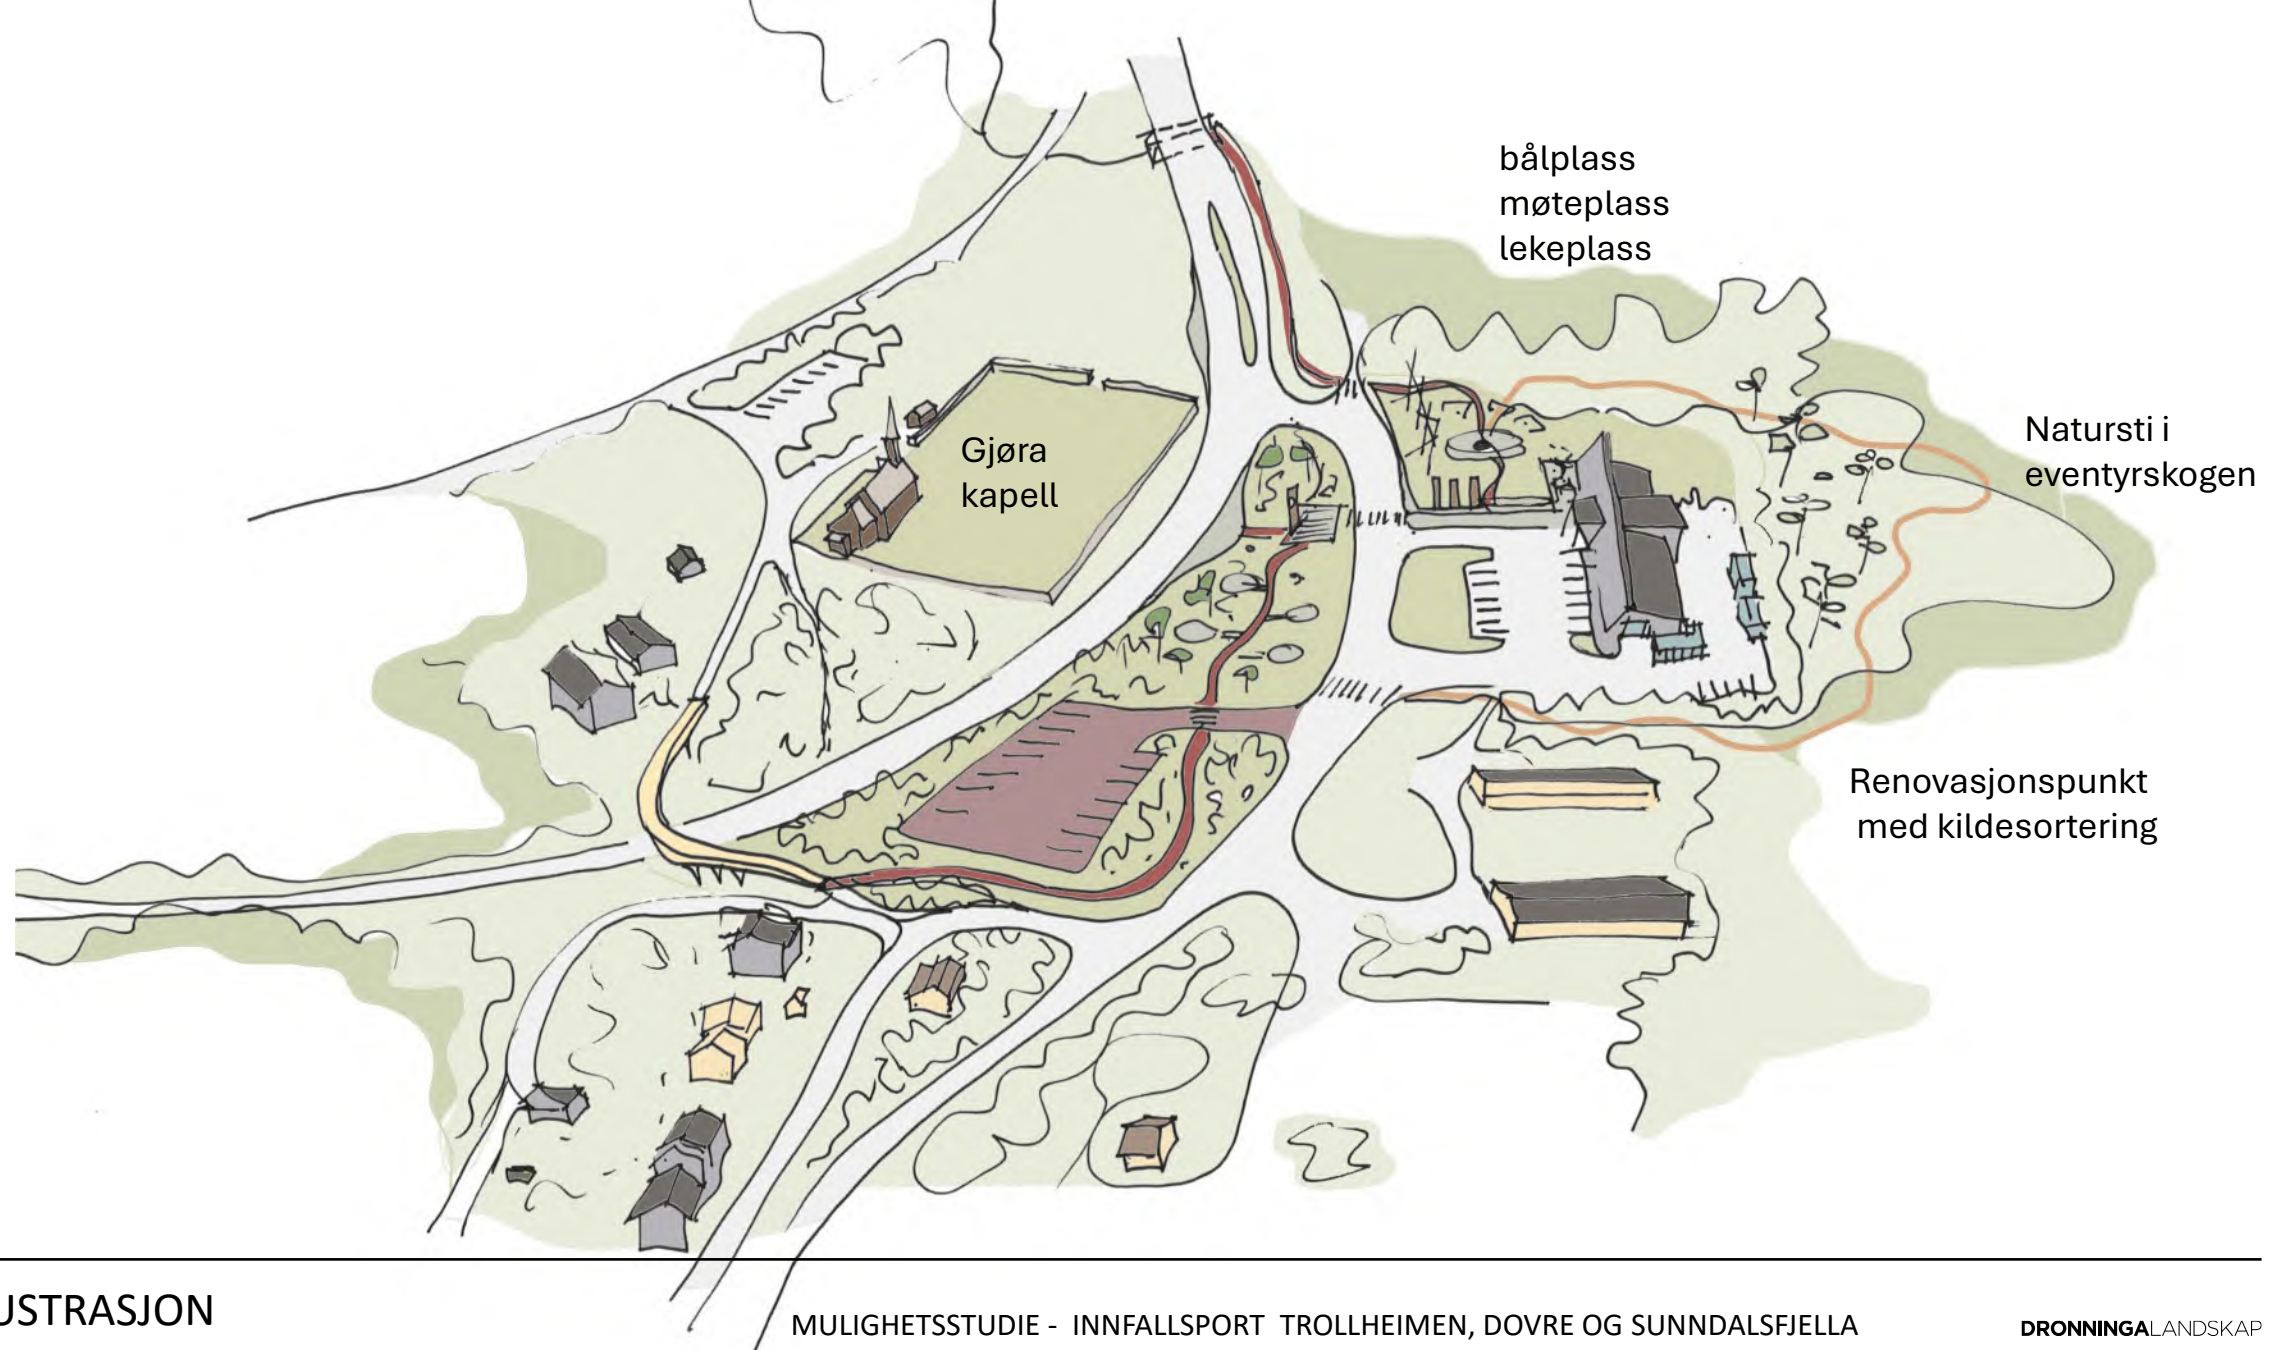 bålplass
møteplass
lekeplass
Gjøra
kapell
Natursti i
eventyrskogen
Renovasjonspunkt
med kildesortering
USTRASJON
MULIGHETSSTUDIE - INNFALLSPORT TROLLHEIMEN, DOVRE OG SUNNDALSFJELLA
DRONNINGALANDSKAP